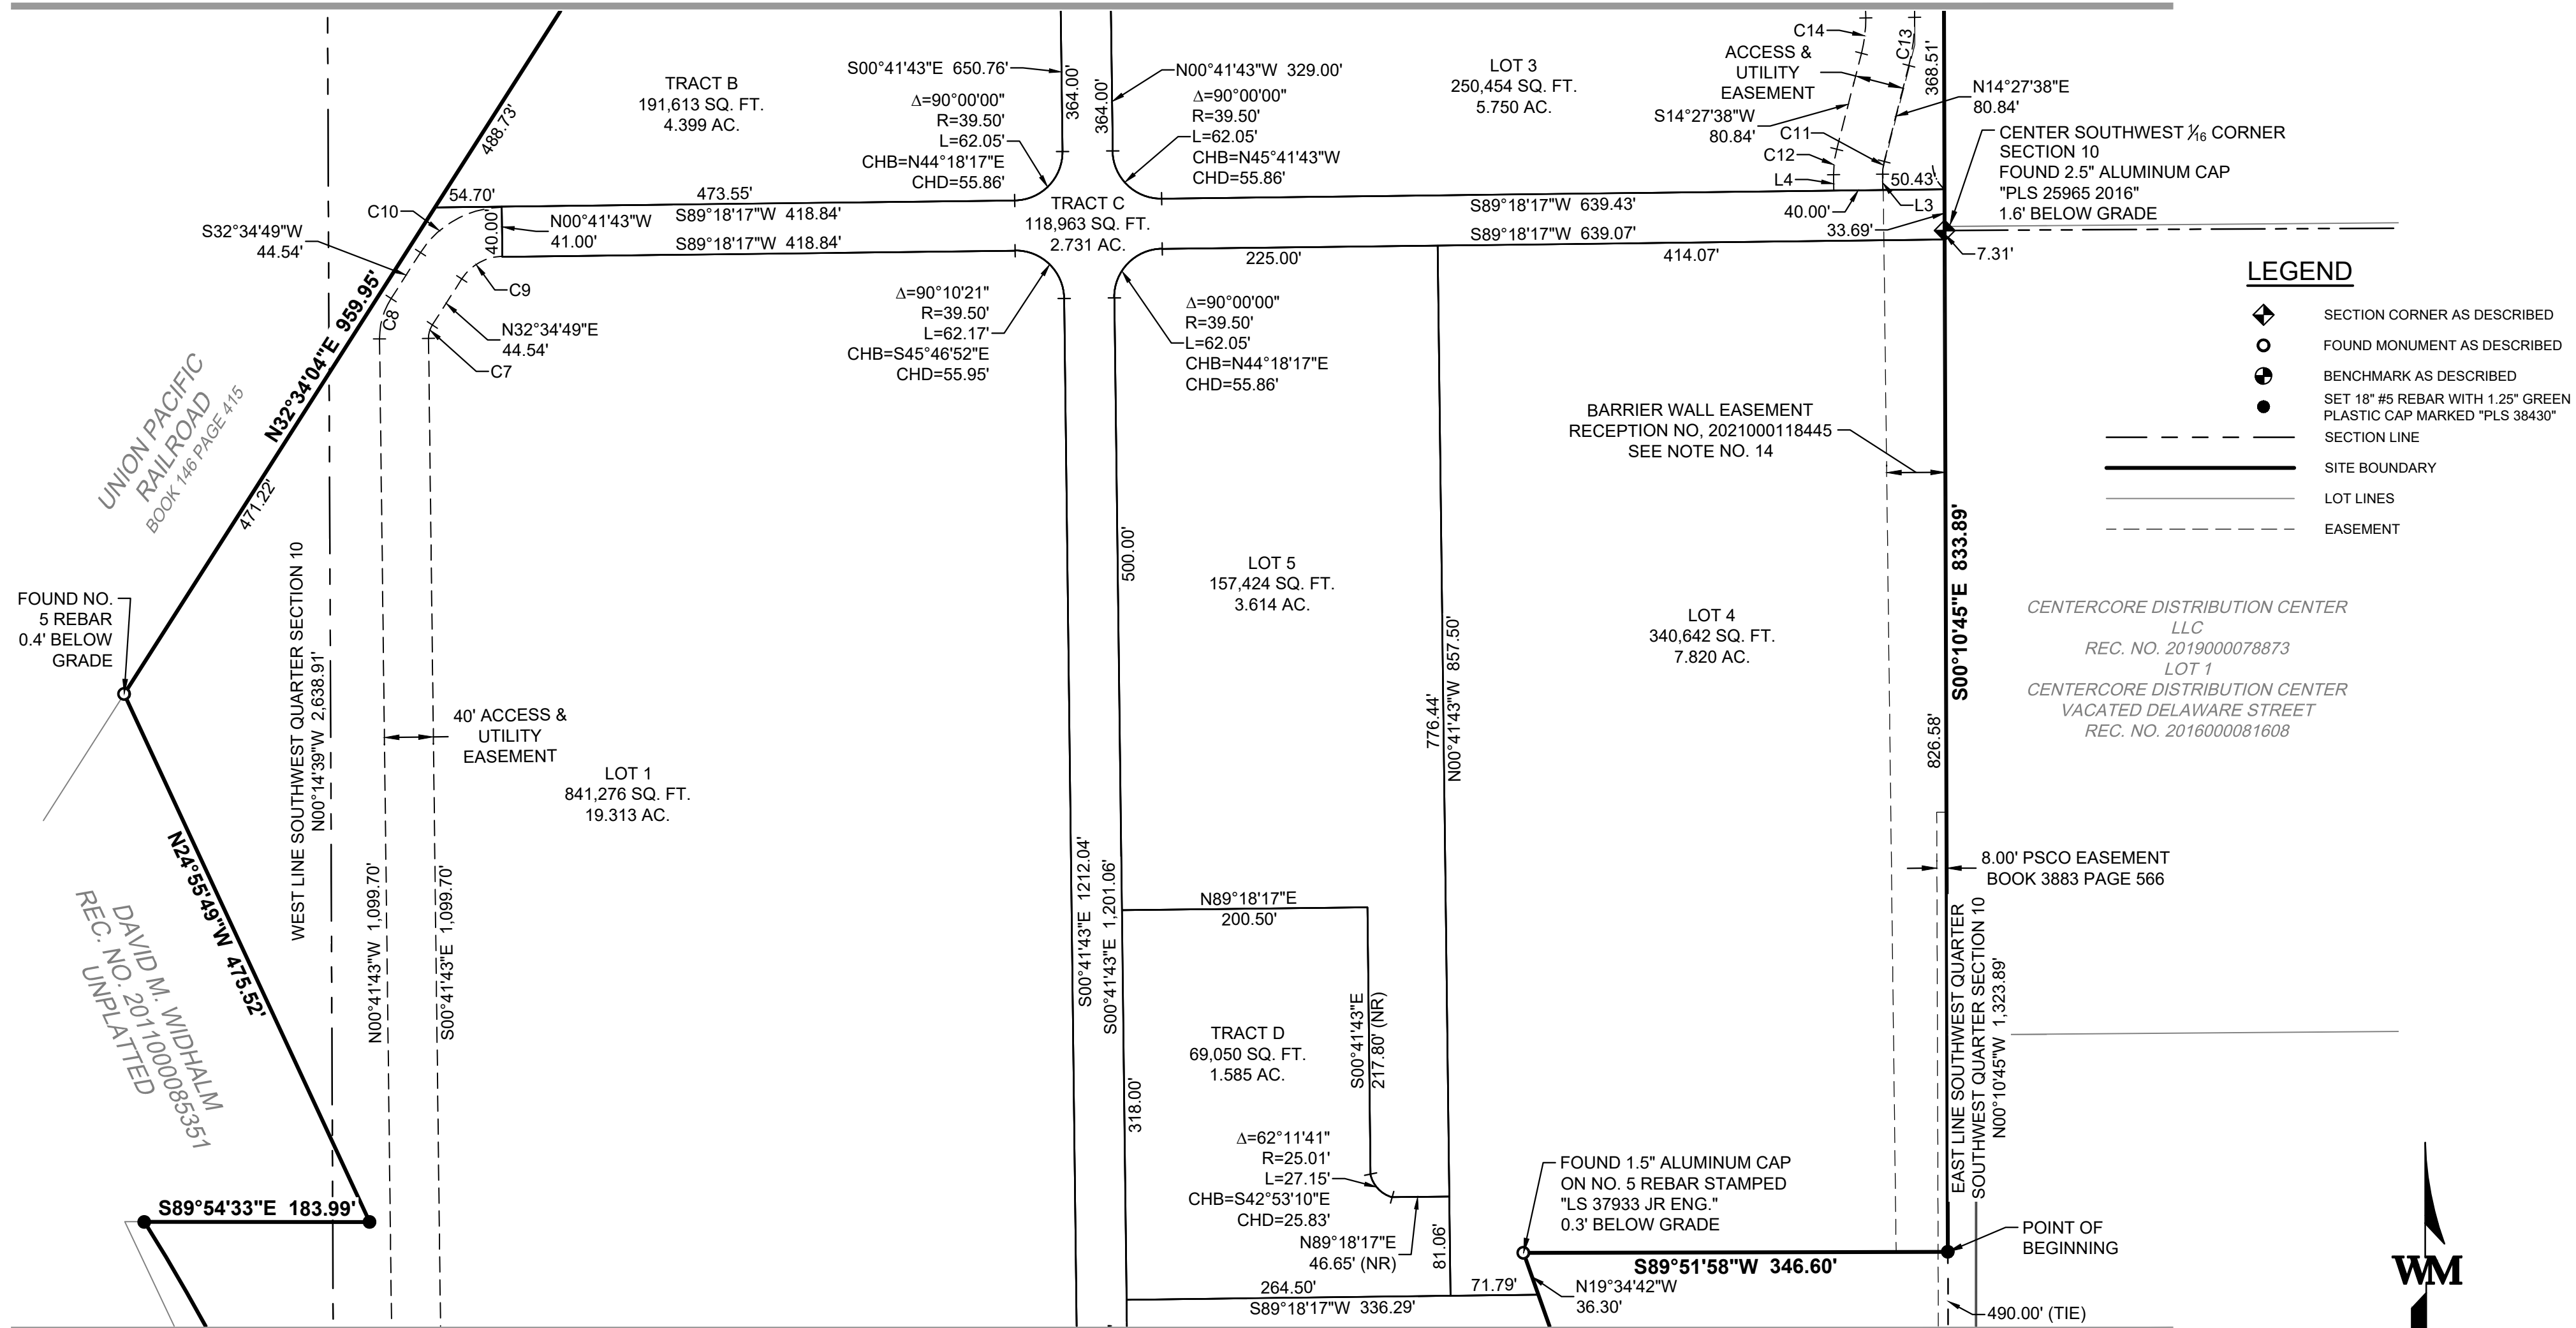 TRACT B
191,613 SQ. FT.
4.399 AC.
488.73'
S00°41'43"E 650.76'
364.00'
364.00'
N00°41'43"W 329.00'
Δ=90°00'00"
R=39.50'
L=62.05'
CHB=N44°18'17"E
CHD=55.86'
Δ=90°00'00"
R=39.50'
L=62.05'
CHB=N45°41'43"W
CHD=55.86'
LOT 3
250,454 SQ. FT.
5.750 AC.
C14
ACCESS &
UTILITY
EASEMENT
C13
368.51'
S14°27'38"W
80.84'
N14°27'38"E
80.84'
C11
C12
L4
L3
50.43'
40.00'
33.69'
7.31'
CENTER SOUTHWEST 1/16 CORNER
SECTION 10
FOUND 2.5" ALUMINUM CAP
"PLS 25965 2016"
1.6' BELOW GRADE
54.70'
473.55'
C10
S89°18'17"W 418.84'
S89°18'17"W 418.84'
40.00'
N00°41'43"W
41.00'
TRACT C
118,963 SQ. FT.
2.731 AC.
S89°18'17"W 639.43'
S89°18'17"W 639.07'
225.00'
414.07'
S32°34'49"W
44.54'
C9
C8
N32°34'49"E
44.54'
C7
N32°34'04"E 959.95'
471.22'
UNION PACIFIC
RAILROAD
BOOK 146 PAGE 415
Δ=90°10'21"
R=39.50'
L=62.17'
CHB=S45°46'52"E
CHD=55.95'
Δ=90°00'00"
R=39.50'
L=62.05'
CHB=N44°18'17"E
CHD=55.86'
BARRIER WALL EASEMENT
RECEPTION NO, 2021000118445
SEE NOTE NO. 14
LEGEND
SECTION CORNER AS DESCRIBED
FOUND MONUMENT AS DESCRIBED
BENCHMARK AS DESCRIBED
SET 18" #5 REBAR WITH 1.25" GREEN
PLASTIC CAP MARKED "PLS 38430"
SECTION LINE
SITE BOUNDARY
LOT LINES
EASEMENT
FOUND NO.
5 REBAR
0.4' BELOW
GRADE
WEST LINE SOUTHWEST QUARTER SECTION 10
N00°14'39"W 2,638.91'
40' ACCESS &
UTILITY
EASEMENT
LOT 1
841,276 SQ. FT.
19.313 AC.
500.00'
LOT 5
157,424 SQ. FT.
3.614 AC.
776.44'
N00°41'43"W 857.50'
LOT 4
340,642 SQ. FT.
7.820 AC.
S00°10'45"E 833.89'
826.58'
CENTERCORE DISTRIBUTION CENTER
LLC
REC. NO. 2019000078873
LOT 1
CENTERCORE DISTRIBUTION CENTER
VACATED DELAWARE STREET
REC. NO. 2016000081608
8.00' PSCO EASEMENT
BOOK 3883 PAGE 566
N24°55'49"W 475.52'
DAVID M. WIDHALM
REC. NO. 2011000085351
UNPLATTED
N00°41'43"W 1,099.70'
S00°41'43"E 1,099.70'
S00°41'43"E 1212.04'
S00°41'43"E 1,201.06'
N89°18'17"E
200.50'
TRACT D
69,050 SQ. FT.
1.585 AC.
S00°41'43"E
217.80' (NR)
318.00'
Δ=62°11'41"
R=25.01'
L=27.15'
CHB=S42°53'10"E
CHD=25.83'
N89°18'17"E
46.65' (NR)
81.06'
FOUND 1.5" ALUMINUM CAP
ON NO. 5 REBAR STAMPED
"LS 37933 JR ENG."
0.3' BELOW GRADE
EAST LINE SOUTHWEST QUARTER
SOUTHWEST QUARTER SECTION 10
N00°10'45"W 1,323.89'
S89°54'33"E 183.99'
POINT OF
BEGINNING
S89°51'58"W 346.60'
264.50'
71.79'
S89°18'17"W 336.29'
N19°34'42"W
36.30'
490.00' (TIE)
WM